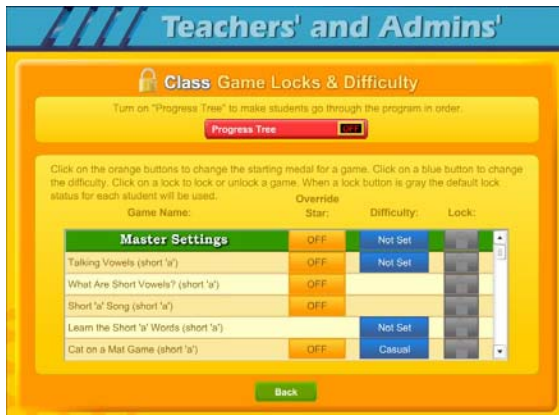 Teachers' and Admins'
Class Game Locks & Difficulty
Turn on "Progress Tree" to make students go through the program in order.
Progress Tree OFF
Click on the orange buttons to change the starting medal for a game. Click on a blue button to change
the difficulty. Click on a lock to lock or unlock a game. When a lock button is gray the default lock
status for each student will be used.
Game Name: Override Star: Difficulty: Lock:
Master Settings OFF Not Set
Talking Vowels (short 'a') OFF Not Set
What Are Short Vowels? (short 'a') OFF
Short 'a' Song (short 'a') OFF
Learn the Short 'a' Words (short 'a') Not Set
Cat on a Mat Game (short 'a') OFF Casual
Back